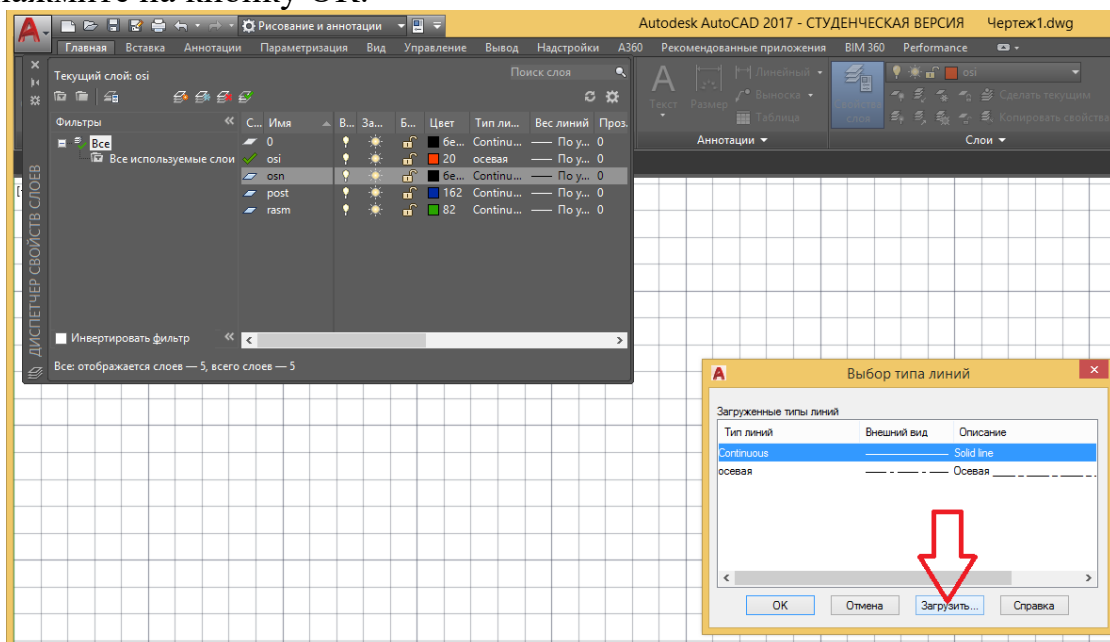 нажмите на кнопку ОК.
Рисование и аннотации
Autodesk AutoCAD 2017 - СТУДЕНЧЕСКАЯ ВЕРСИЯ Чертеж1.dwg
Главная Вставка Аннотации Параметризация Вид Управление Вывод Надстройки A360 Рекомендованные приложения BIM 360 Performance
Текущий слой: osi
Поиск слоя
Фильтры
С... Имя В... За... Б... Цвет Тип ли... Вес линий Проз.
Все
Все используемые слои
0 бе... Continu... По у... 0
osi 20 осевая По у... 0
osn бе... Continu... По у... 0
post 162 Continu... По у... 0
rasm 82 Continu... По у... 0
Инвертировать фильтр
Все: отображается слоев — 5, всего слоев — 5
ДИСПЕТЧЕР СВОЙСТВ СЛОЕВ
Текст
Размер
Линейный
Выноска
Таблица
Аннотации
Свойства
слоя
osi
Сделать текущим
Копировать свойства
Слои
Выбор типа линий
Загруженные типы линий
Тип линий Внешний вид Описание
Continuous Solid line
осевая Осевая
ОК Отмена Загрузить... Справка